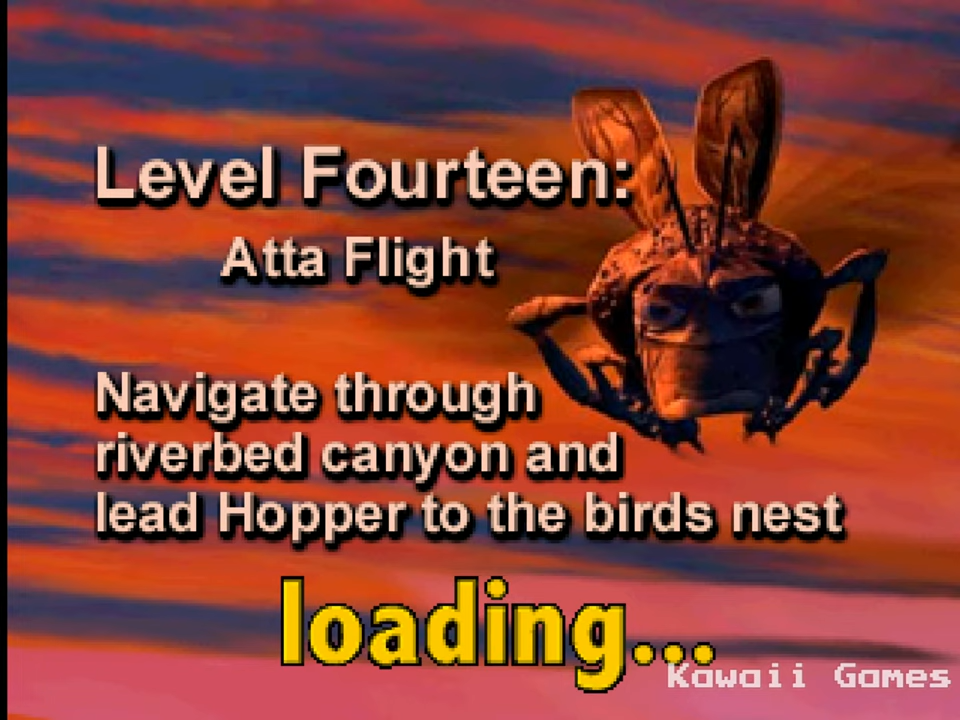 Level Fourteen:
Atta Flight
Navigate through
riverbed canyon and
lead Hopper to the birds nest
loading...
Kawaii Games